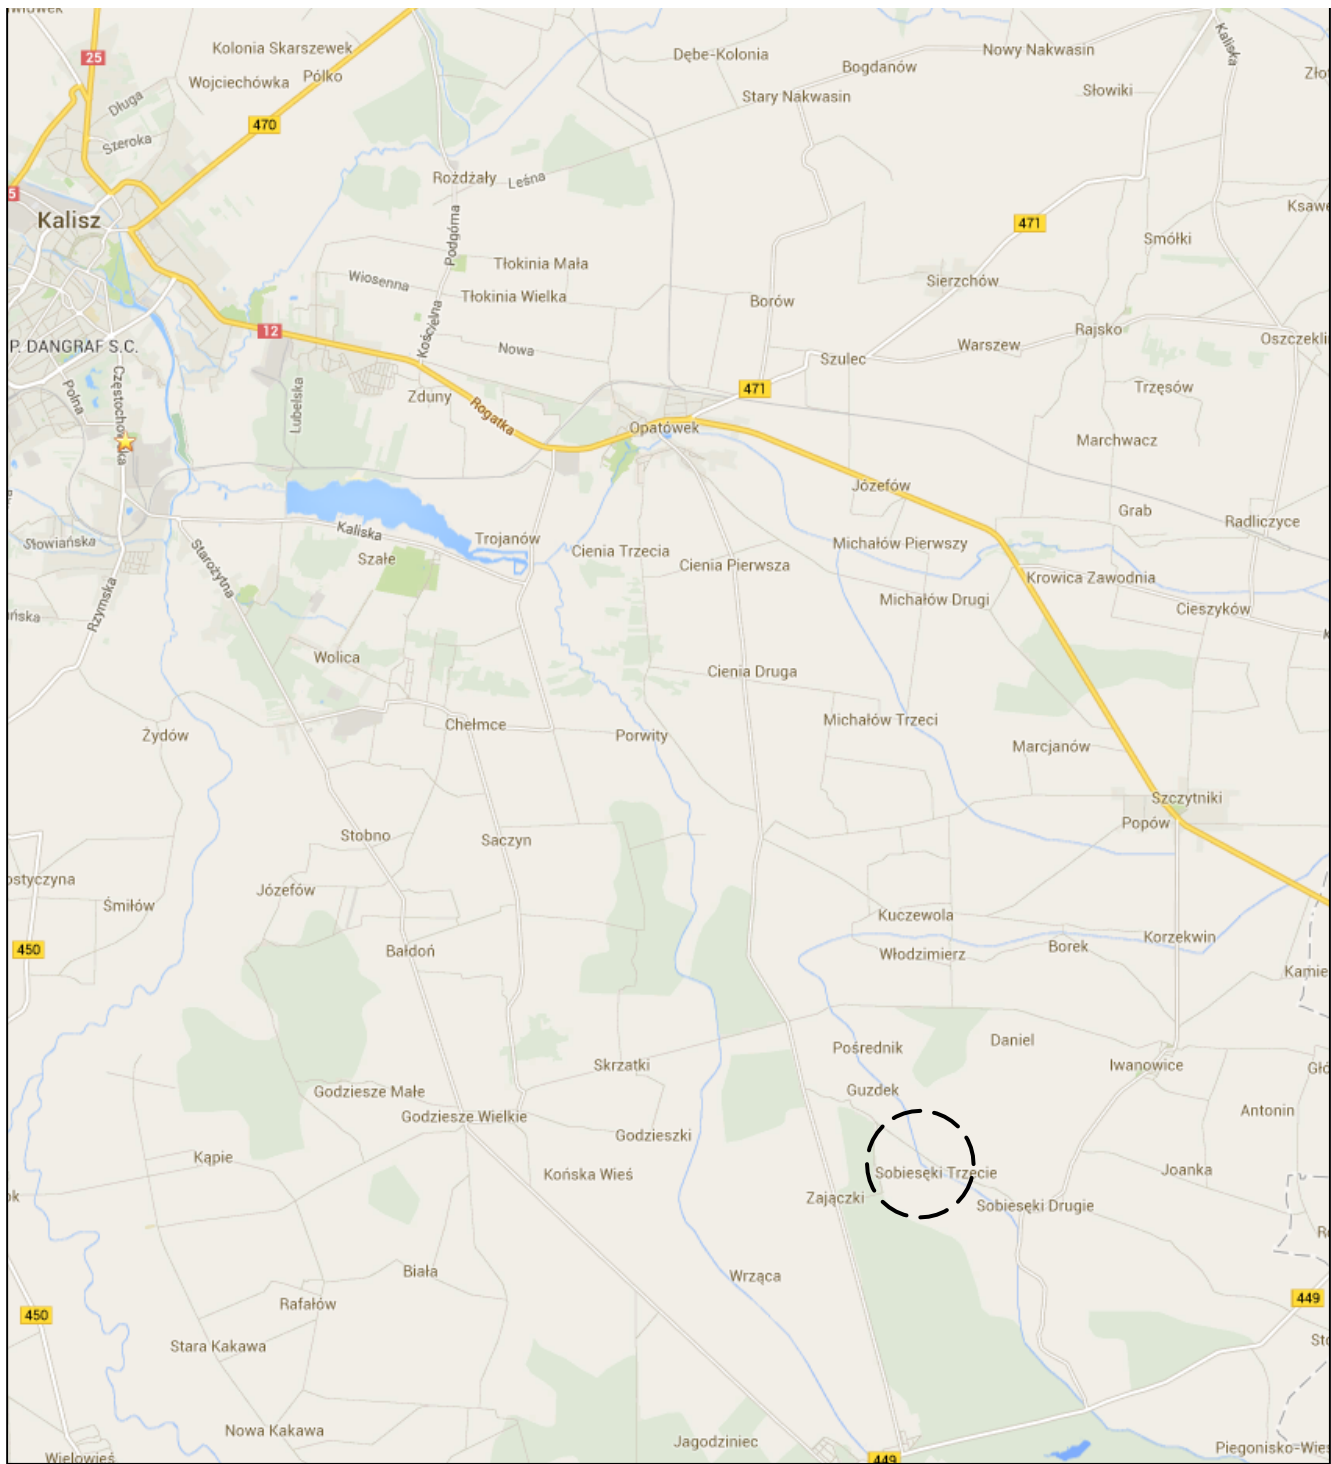 25
Kolonia Skarszewek
Wojciechówka
Pólko
Dębe-Kolonia
Bogdanów
Nowy Nakwasin
Kaliska
Słowiki
Stary Nakwasin
Długa
Szeroka
470
Rożdżały
Leśna
Podgórna
Kalisz
471
Smółki
Tłokinia Mała
Wiosenna
Tłokinia Wielka
Sierzchów
Borów
12
Kościelna
Nowa
Rajsko
Warszew
Szulec
P. DANGRAF S.C.
Częstochowska
Polna
Lubelska
Zduny
Rogatka
471
Trzęsów
Opatówek
Marchwacz
Józefów
Grab
Radliczyce
Kaliska
Trojanów
Słowiańska
Starożytna
Szałe
Cienia Trzecia
Cienia Pierwsza
Michałów Pierwszy
Krowica Zawodnia
Michałów Drugi
Cieszyków
Rzymska
Wolica
Cienia Druga
Chełmce
Michałów Trzeci
Żydów
Porwity
Marcjanów
Szczytniki
Popów
Stobno
Saczyn
Józefów
Śmiłów
Kuczewola
Korzekwin
450
Bałdoń
Włodzimierz
Borek
Pośrednik
Daniel
Skrzatki
Iwanowice
Godziesze Małe
Guzdek
Godziesze Wielkie
Antonin
Godzieszki
Kąpie
Końska Wieś
Sobiesęki Trzecie
Joanka
Zajączki
Sobiesęki Drugie
Biała
Wrząca
Rafałów
449
450
Stara Kakawa
Nowa Kakawa
Jagodziniec
Wielowieś
449